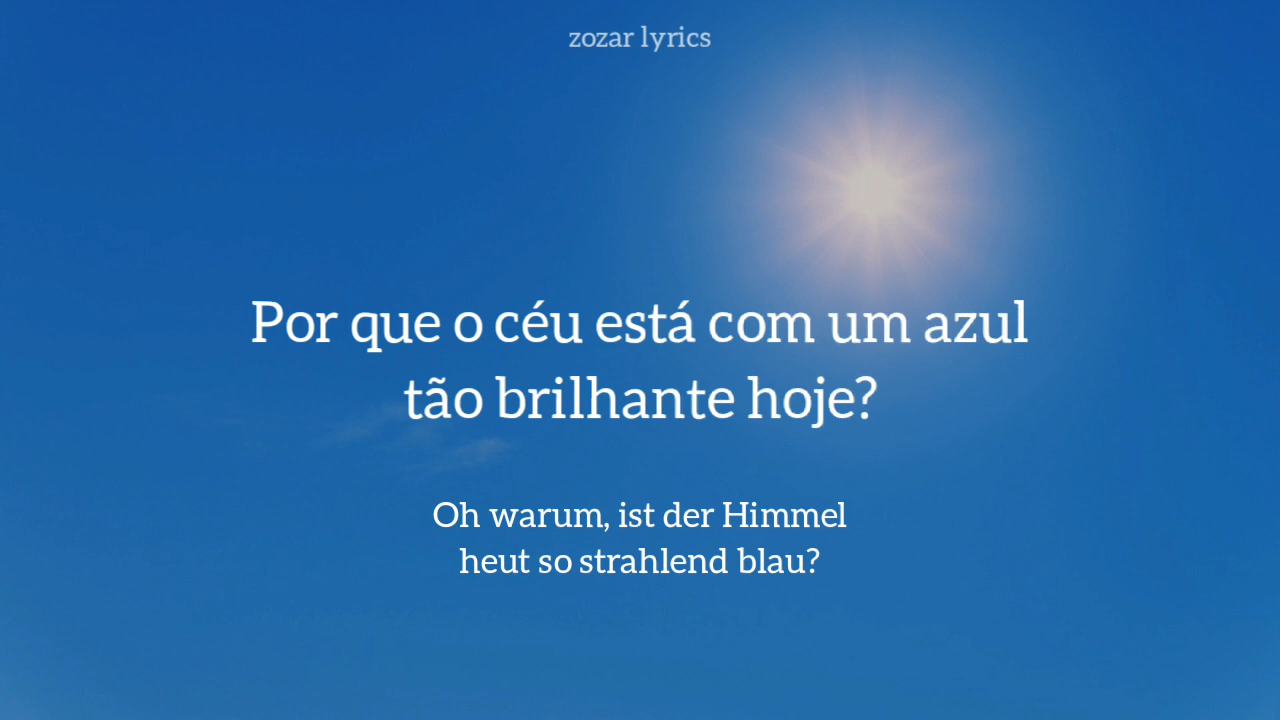 zozar lyrics
Por que o céu está com um azul
tão brilhante hoje?
Oh warum, ist der Himmel
heut so strahlend blau?